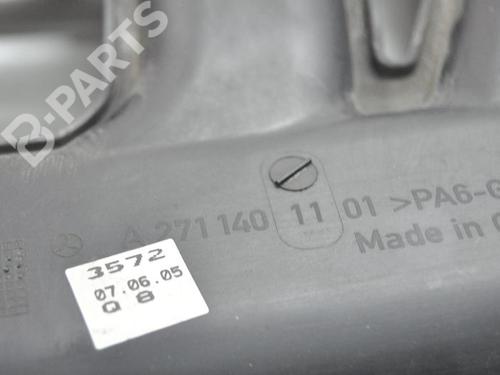 B-PARTS
A 271 140 11 01 >PA6-G
Made in
3572
07.06.05
Q 8